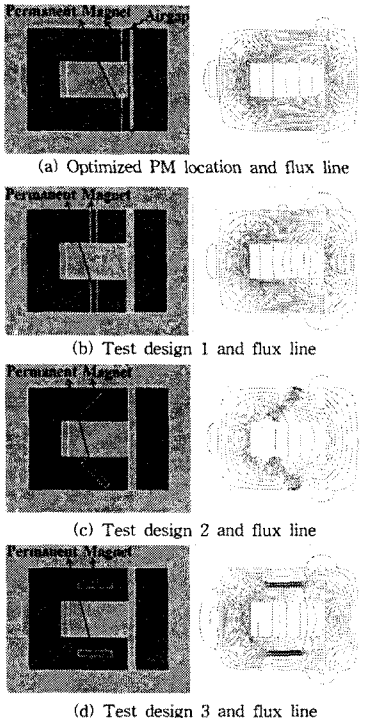 Permanent Magnet Airgap
(a) Optimized PM location and flux line
Permanent Magnet
(b) Test design 1 and flux line
Permanent Magnet
(c) Test design 2 and flux line
Permanent Magnet
(d) Test design 3 and flux line